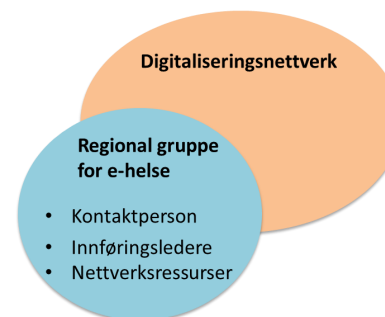 Digitaliseringsnettverk
Regional gruppe
for e-helse
• Kontaktperson
• Innføringsledere
• Nettverksressurser